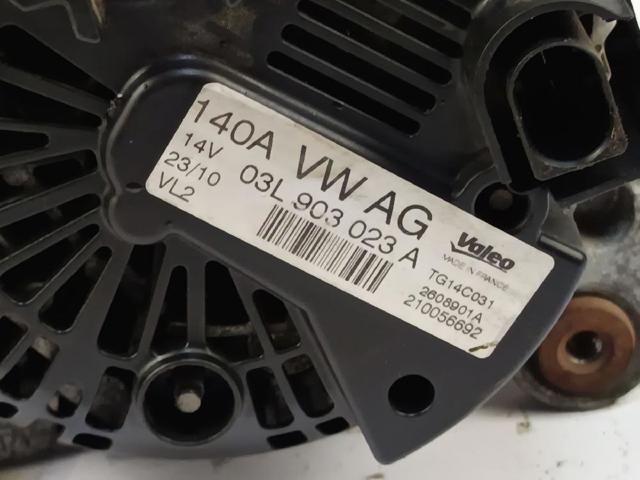 140A VW AG
14V 03L 903 023 A
23/10
VL2
Valeo
MADE IN FRANCE
TG14C031
2608901A
210056692